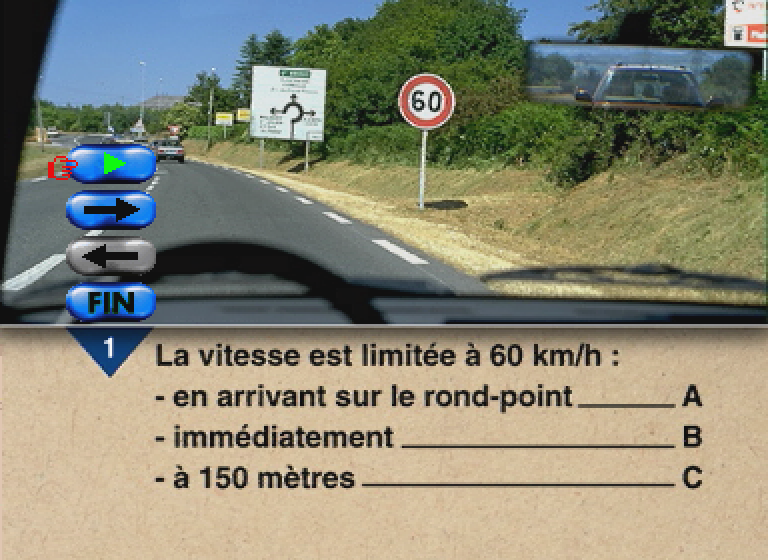 60
FIN
1
La vitesse est limitée à 60 km/h :
- en arrivant sur le rond-point A
- immédiatement B
- à 150 mètres C